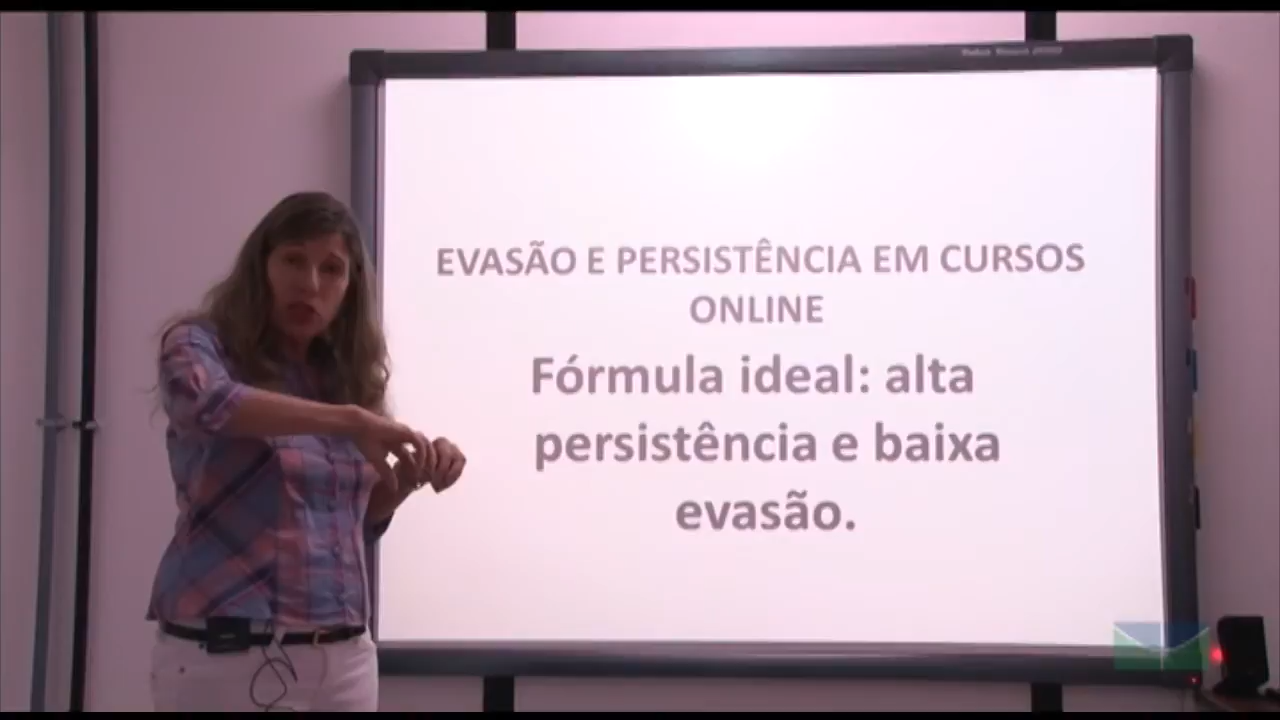 EVASÃO E PERSISTÊNCIA EM CURSOS
ONLINE
Fórmula ideal: alta
persistência e baixa
evasão.